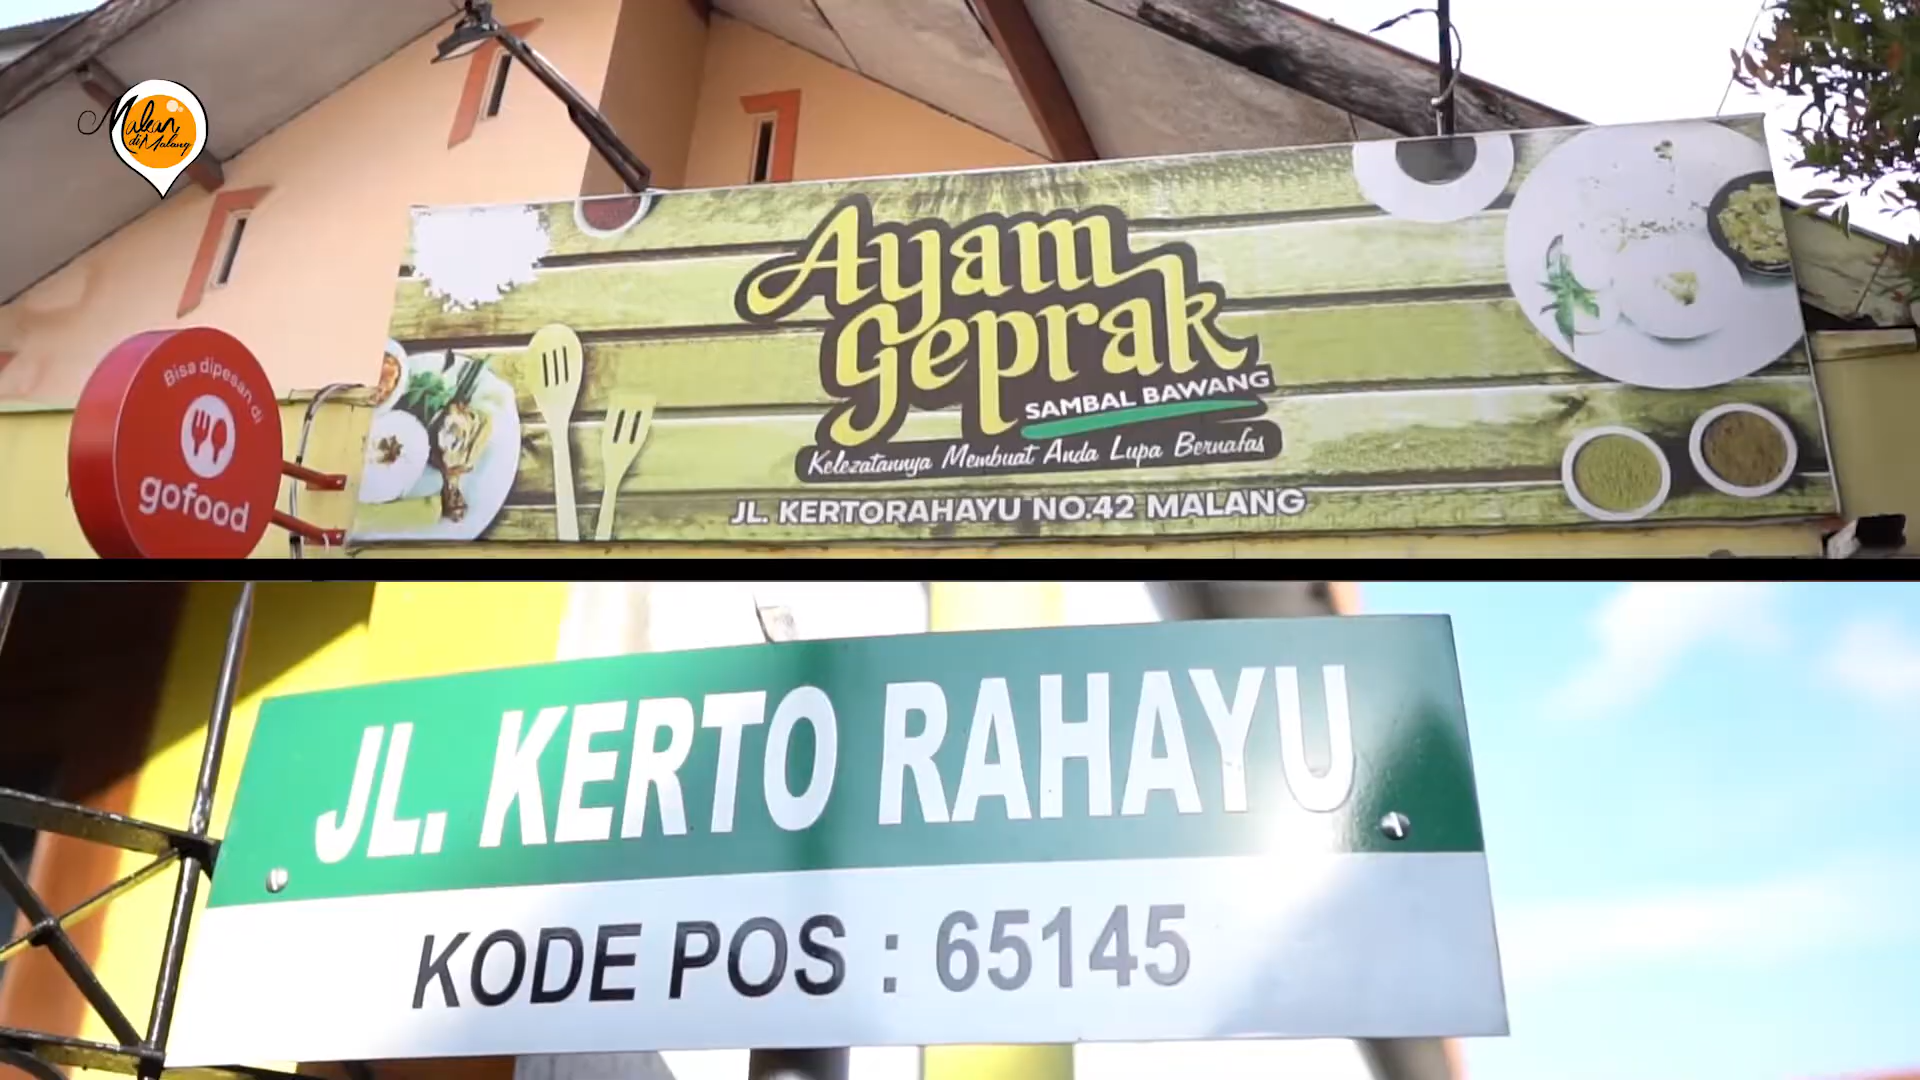 Makan
di Malang
Bisa dipesan di
gofood
Ayam
Geprak
SAMBAL BAWANG
Kelezatannya Membuat Anda Lupa Bernafas
JL. KERTORAHAYU NO.42 MALANG
JL. KERTO RAHAYU
KODE POS : 65145